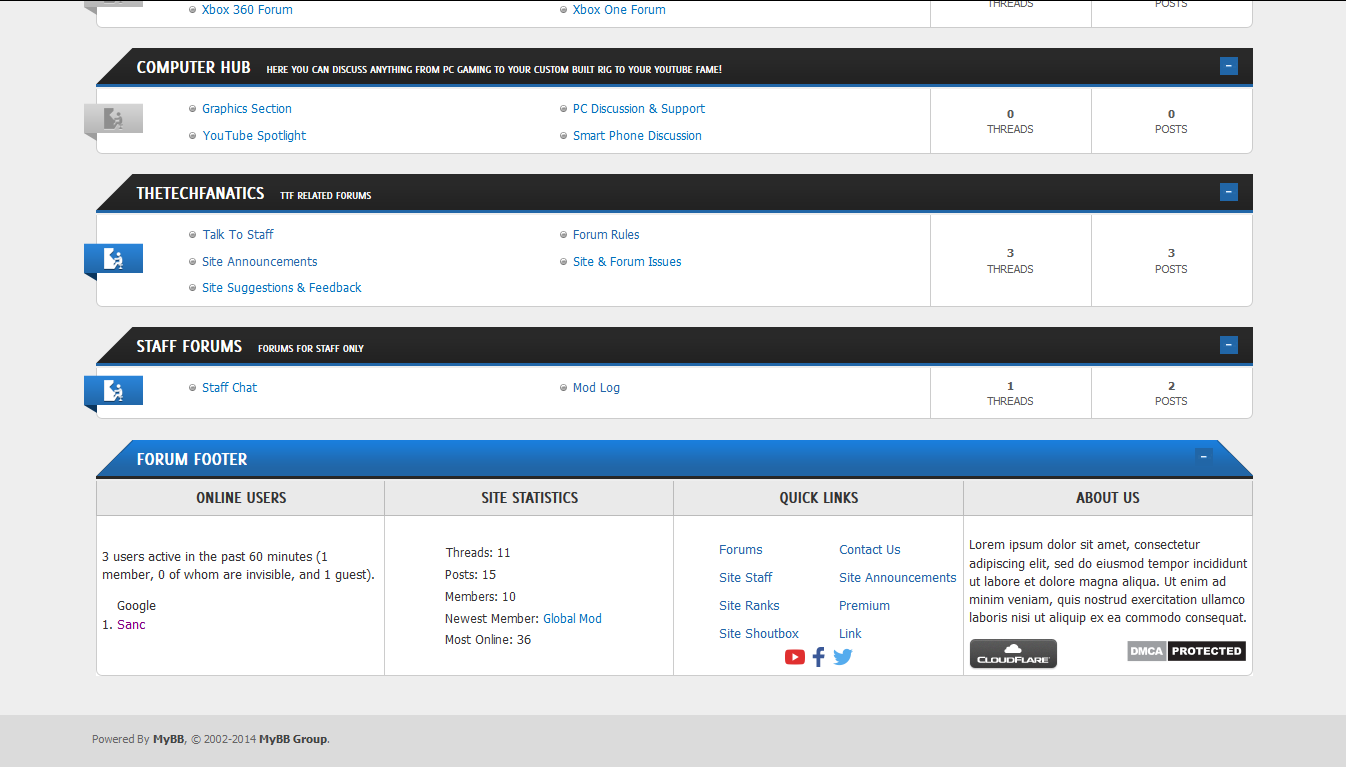 Xbox 360 Forum Xbox One Forum THREADS POSTS
COMPUTER HUB HERE YOU CAN DISCUSS ANYTHING FROM PC GAMING TO YOUR CUSTOM BUILT RIG TO YOUR YOUTUBE FAME! −
Graphics Section PC Discussion & Support 0 0
YouTube Spotlight Smart Phone Discussion THREADS POSTS
THETECHFANATICS TTF RELATED FORUMS −
Talk To Staff Forum Rules
Site Announcements Site & Forum Issues 3 3
THREADS POSTS
Site Suggestions & Feedback
STAFF FORUMS FORUMS FOR STAFF ONLY −
Staff Chat Mod Log 1 2
THREADS POSTS
FORUM FOOTER −
ONLINE USERS
3 users active in the past 60 minutes (1
member, 0 of whom are invisible, and 1 guest).
Google
1. Sanc
SITE STATISTICS
Threads: 11
Posts: 15
Members: 10
Newest Member: Global Mod
Most Online: 36
QUICK LINKS
Forums Contact Us
Site Staff Site Announcements
Site Ranks Premium
Site Shoutbox Link
ABOUT US
Lorem ipsum dolor sit amet, consectetur
adipiscing elit, sed do eiusmod tempor incididunt
ut labore et dolore magna aliqua. Ut enim ad
minim veniam, quis nostrud exercitation ullamco
laboris nisi ut aliquip ex ea commodo consequat.
CLOUDFLARE DMCA PROTECTED
Powered By MyBB, © 2002-2014 MyBB Group.